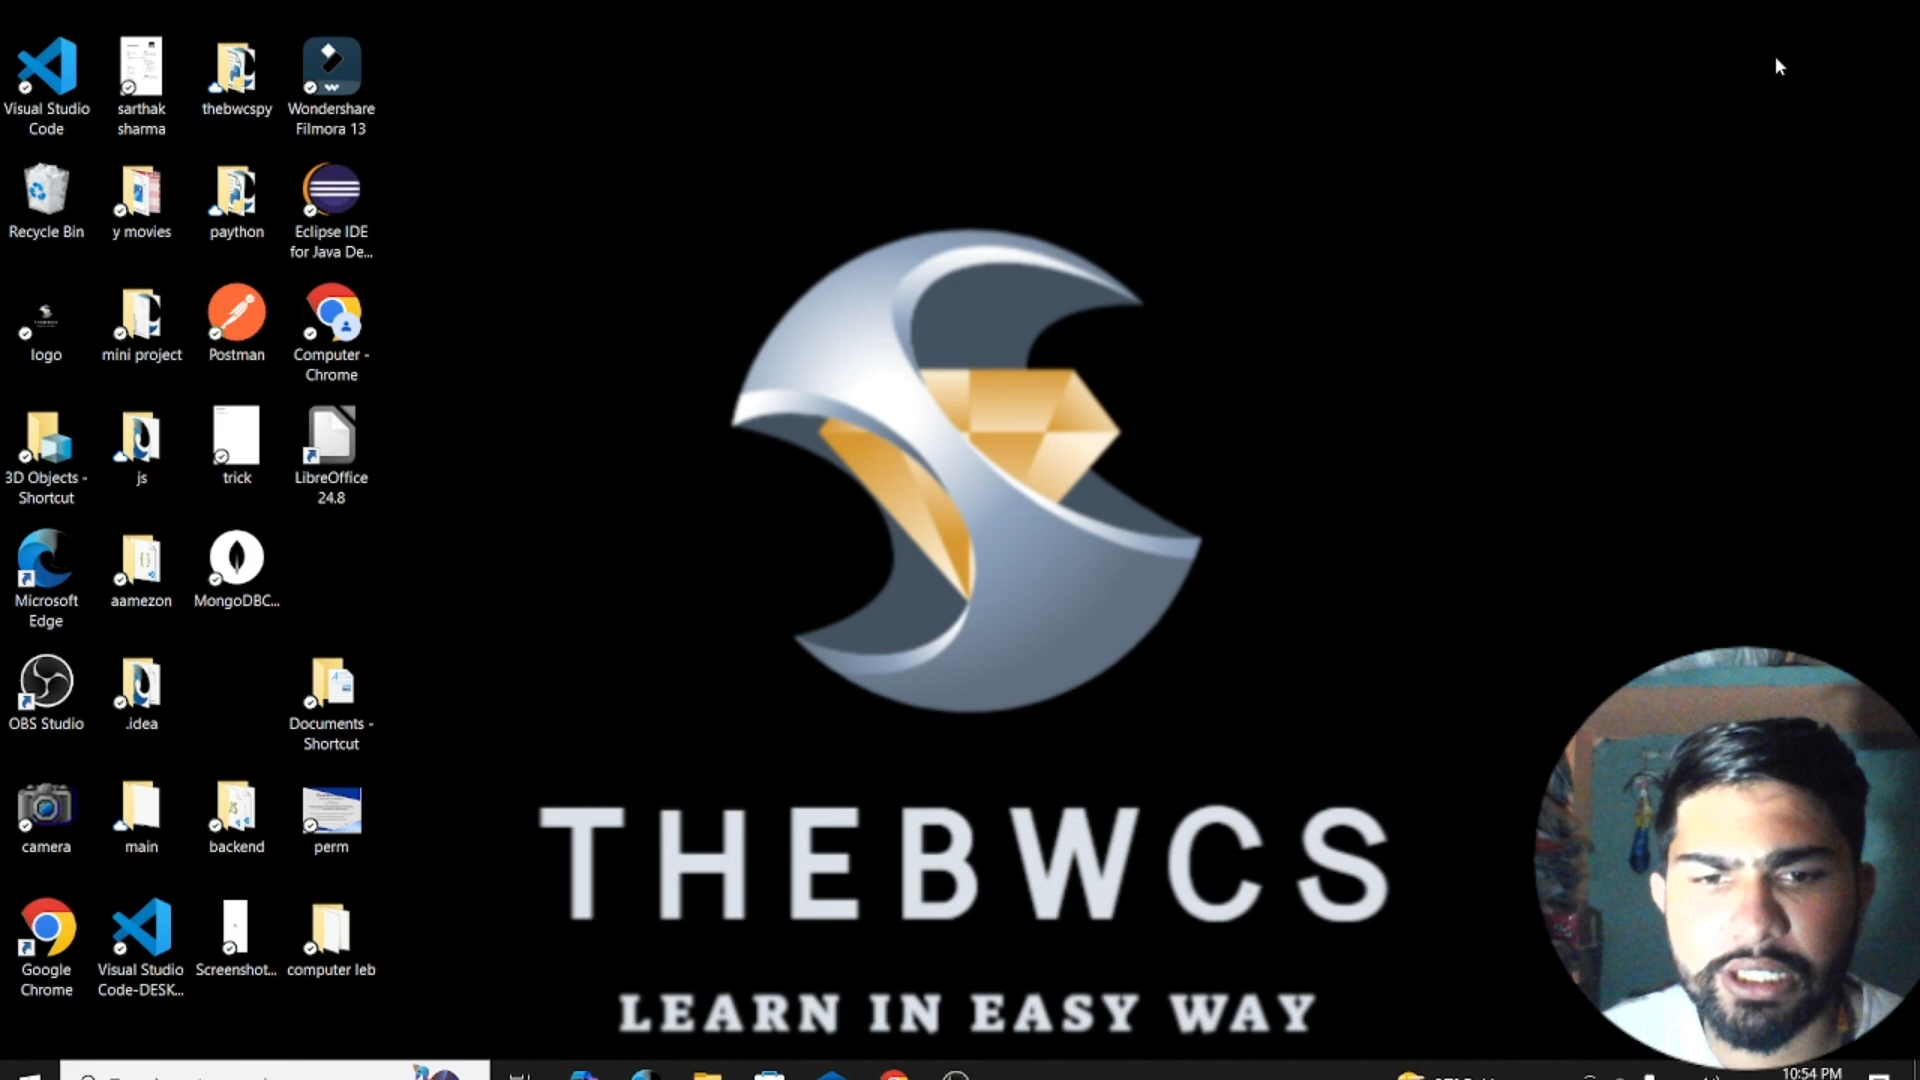 Visual Studio
Code
sarthak
sharma
thebwcspy
Wondershare
Filmora 13
Recycle Bin
y movies
paython
Eclipse IDE
for Java De...
logo
mini project
Postman
Computer -
Chrome
3D Objects -
Shortcut
js
trick
LibreOffice
24.8
Microsoft
Edge
aamezon
MongoDBC...
OBS Studio
.idea
Documents -
Shortcut
camera
main
backend
perm
Google
Chrome
Visual Studio
Code-DESK...
Screenshot...
computer leb
THEBWCS
LEARN IN EASY WAY
10:54 PM